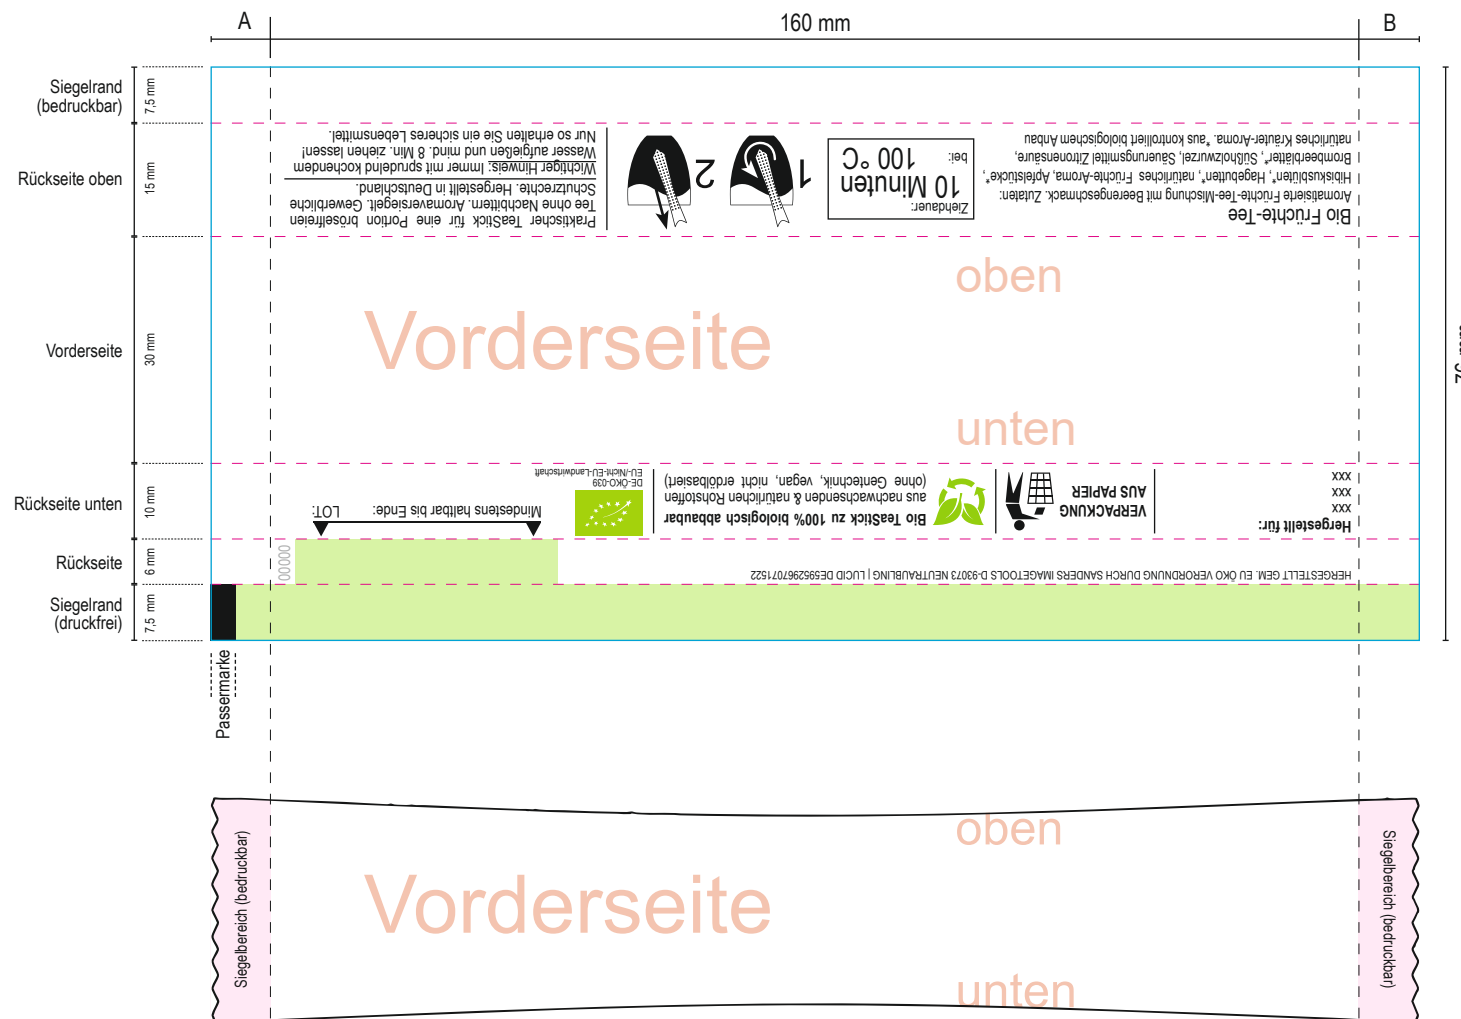 A
160 mm
B
Siegelrand
(bedruckbar)
7,5 mm
Rückseite oben
15 mm
Bio Früchte-Tee
Aromatisierte Früchte-Tee-Mischung mit Beerengeschmack. Zutaten:
Hibiskusblüten*, Hagebutten*, natürliches Früchte-Aroma, Apfelstücke*,
Brombeerblätter*, Süßholzwurzel, Säuerungsmittel Zitronensäure,
natürliches Kräuter-Aroma. *aus kontrolliert biologischem Anbau
Ziehdauer:
10 Minuten
bei:
100 °C
1
2
Praktischer TeaStick für eine Portion bröselfreien
Tee ohne Nachbittern. Aromaversiegelt. Gewerbliche
Schutzrechte. Hergestellt in Deutschland.
Wichtiger Hinweis: Immer mit sprudelnd kochendem
Wasser aufgießen und mind. 8 Min. ziehen lassen!
Nur so erhalten Sie ein sicheres Lebensmittel.
Vorderseite
30 mm
oben
Vorderseite
unten
Rückseite unten
10 mm
Hergestellt für:
xxx
xxx
xxx
VERPACKUNG
AUS PAPIER
Bio TeaStick zu 100% biologisch abbaubar
aus nachwachsenden & natürlichen Rohstoffen
(ohne Gentechnik, vegan, nicht erdölbasiert)
DE-ÖKO-039
EU-/Nicht-EU-Landwirtschaft
Mindestens haltbar bis Ende:
LOT:
Rückseite
6 mm
00000
HERGESTELLT GEM. EU ÖKO VERORDNUNG DURCH SANDERS IMAGETOOLS D-93073 NEUTRAUBLING | LUCID DE5952967071522
Siegelrand
(druckfrei)
7,5 mm
Passermarke
Siegelbereich (bedruckbar)
oben
Vorderseite
unten
Siegelbereich (bedruckbar)